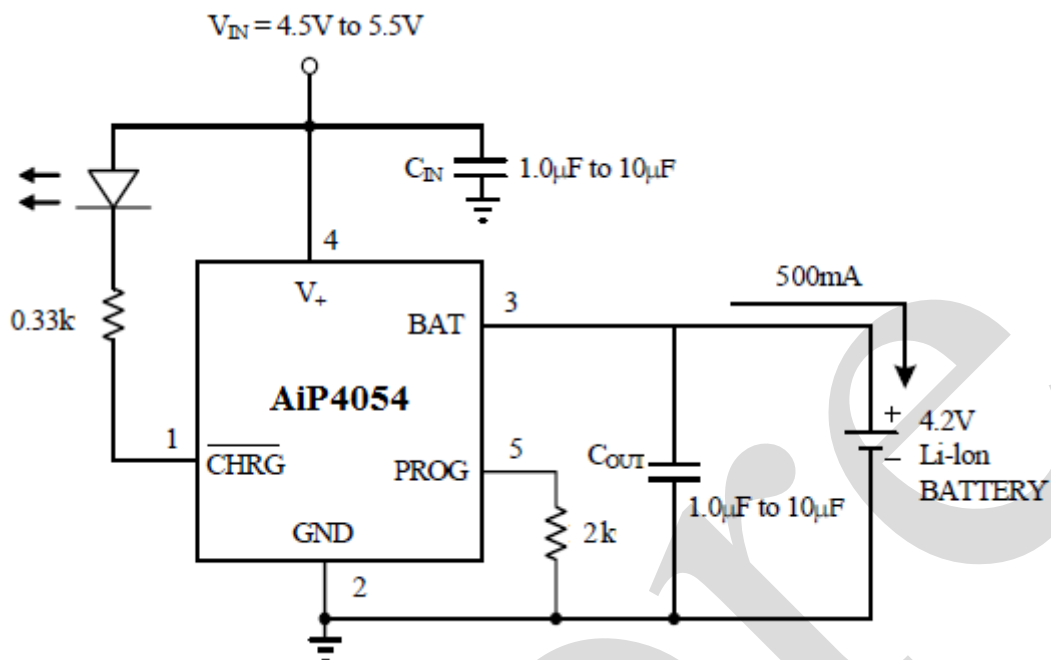 V_IN = 4.5V to 5.5V
C_IN 1.0μF to 10μF
4
V+
0.33k
500mA
3
BAT
AiP4054
1
CHRG
5
PROG
C_OUT
1.0μF to 10μF
+
4.2V
−
Li-Ion
BATTERY
2k
GND
2